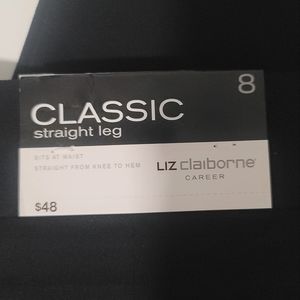 8
CLASSIC
straight leg
SITS AT WAIST
STRAIGHT FROM KNEE TO HEM
LIZ claiborne®
CAREER
$48